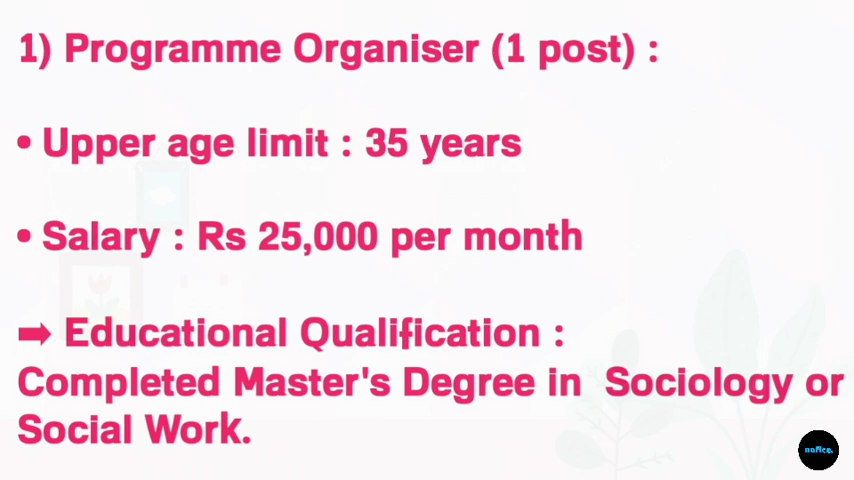 1) Programme Organiser (1 post) :
• Upper age limit : 35 years
• Salary : Rs 25,000 per month
➡ Educational Qualification :
Completed Master's Degree in Sociology or
Social Work.